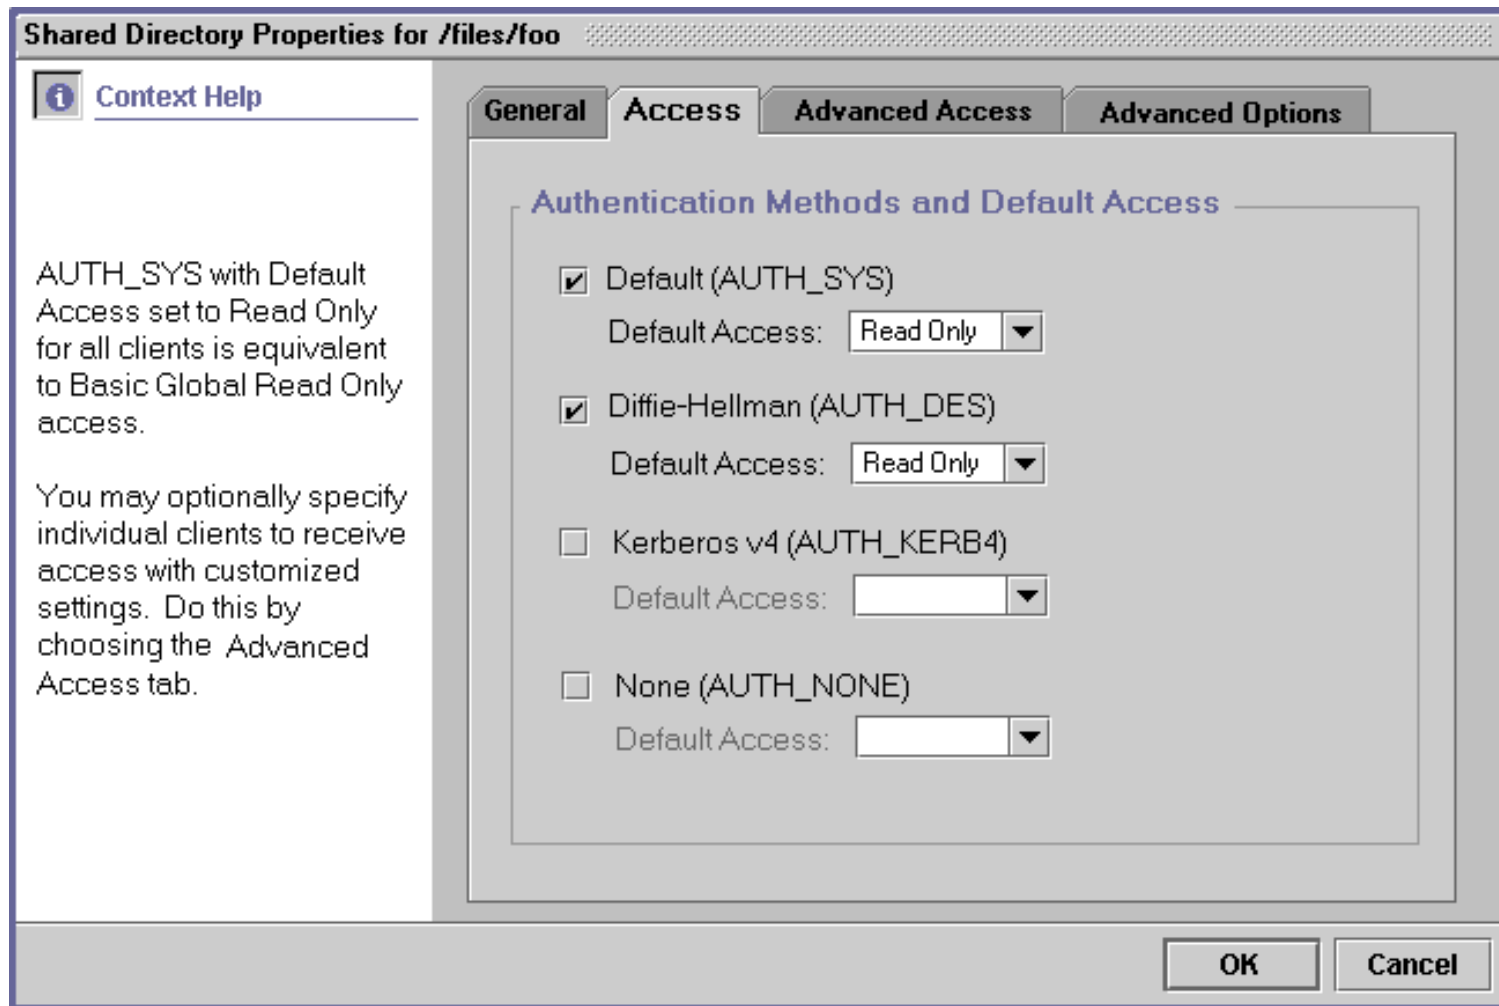 Shared Directory Properties for /files/foo
Context Help
AUTH_SYS with Default
Access set to Read Only
for all clients is equivalent
to Basic Global Read Only
access.
You may optionally specify
individual clients to receive
access with customized
settings. Do this by
choosing the Advanced
Access tab.
General Access Advanced Access Advanced Options
Authentication Methods and Default Access
Default (AUTH_SYS)
Default Access: Read Only
Diffie-Hellman (AUTH_DES)
Default Access: Read Only
Kerberos v4 (AUTH_KERB4)
Default Access:
None (AUTH_NONE)
Default Access:
OK Cancel